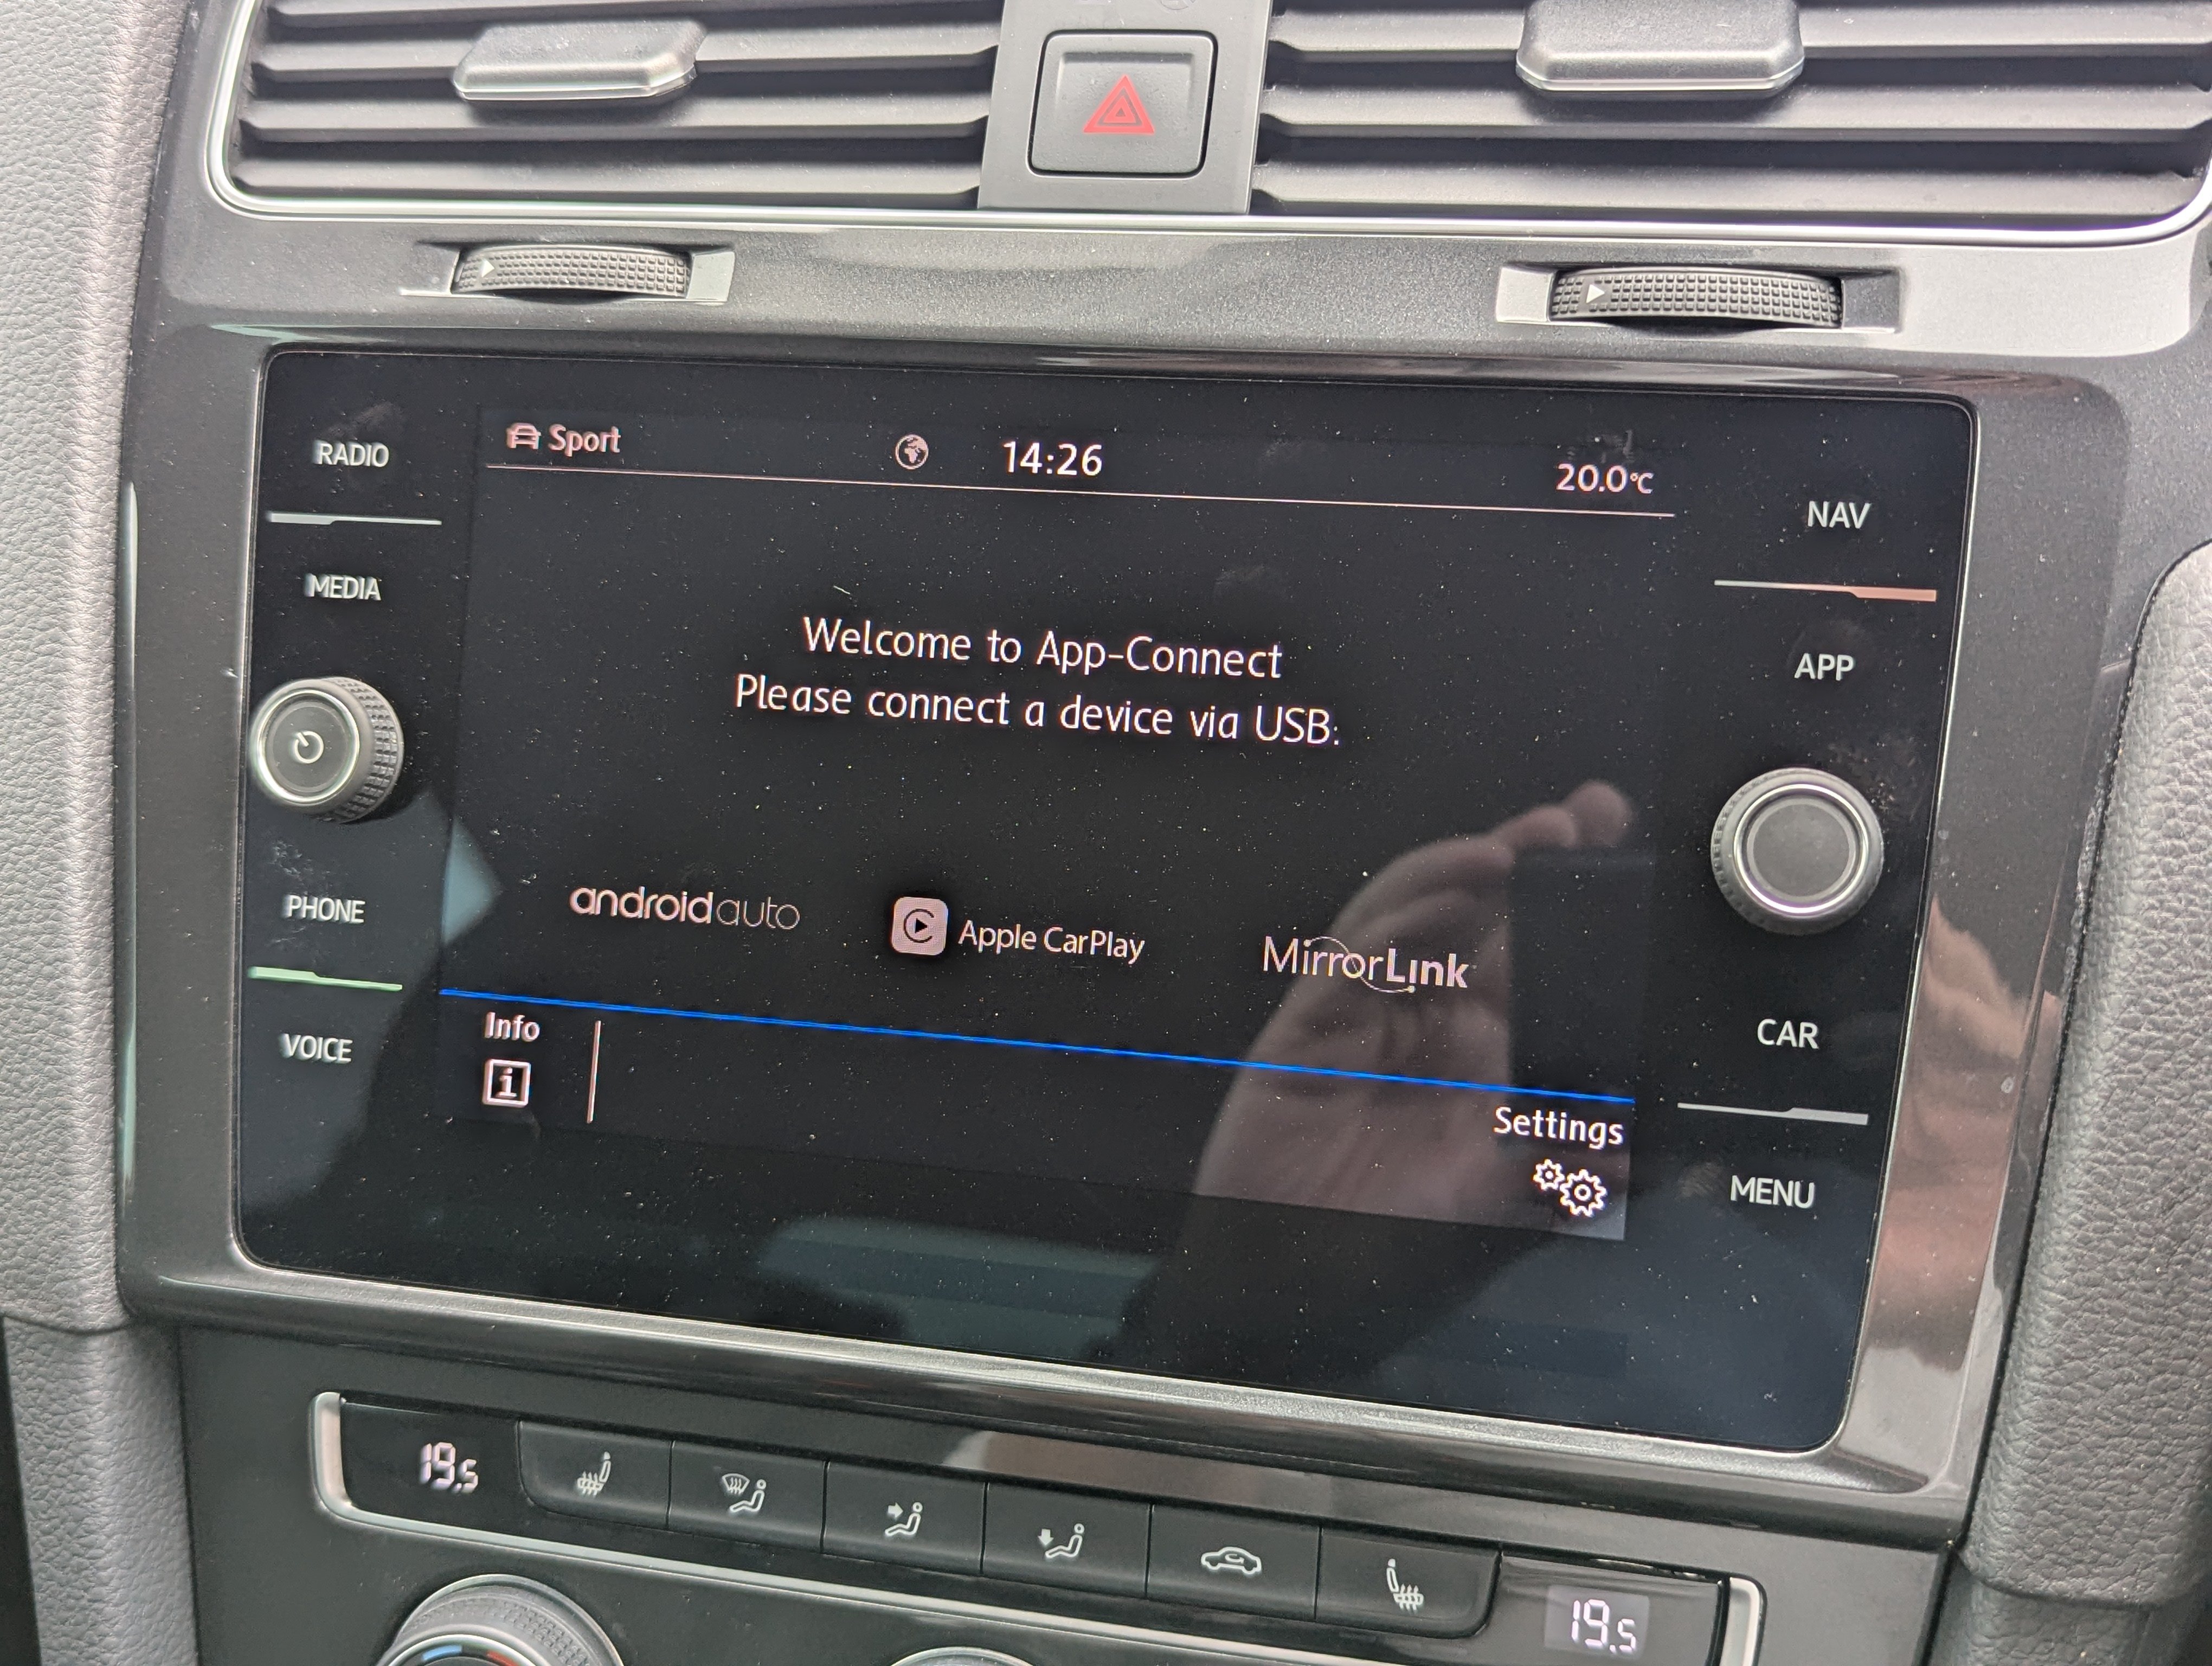 RADIO
MEDIA
PHONE
VOICE
Sport
14:26
20.0°C
Welcome to App-Connect
Please connect a device via USB:
androidauto
Apple CarPlay
MirrorLink
Info
i
Settings
NAV
APP
CAR
MENU
19.5
19.5